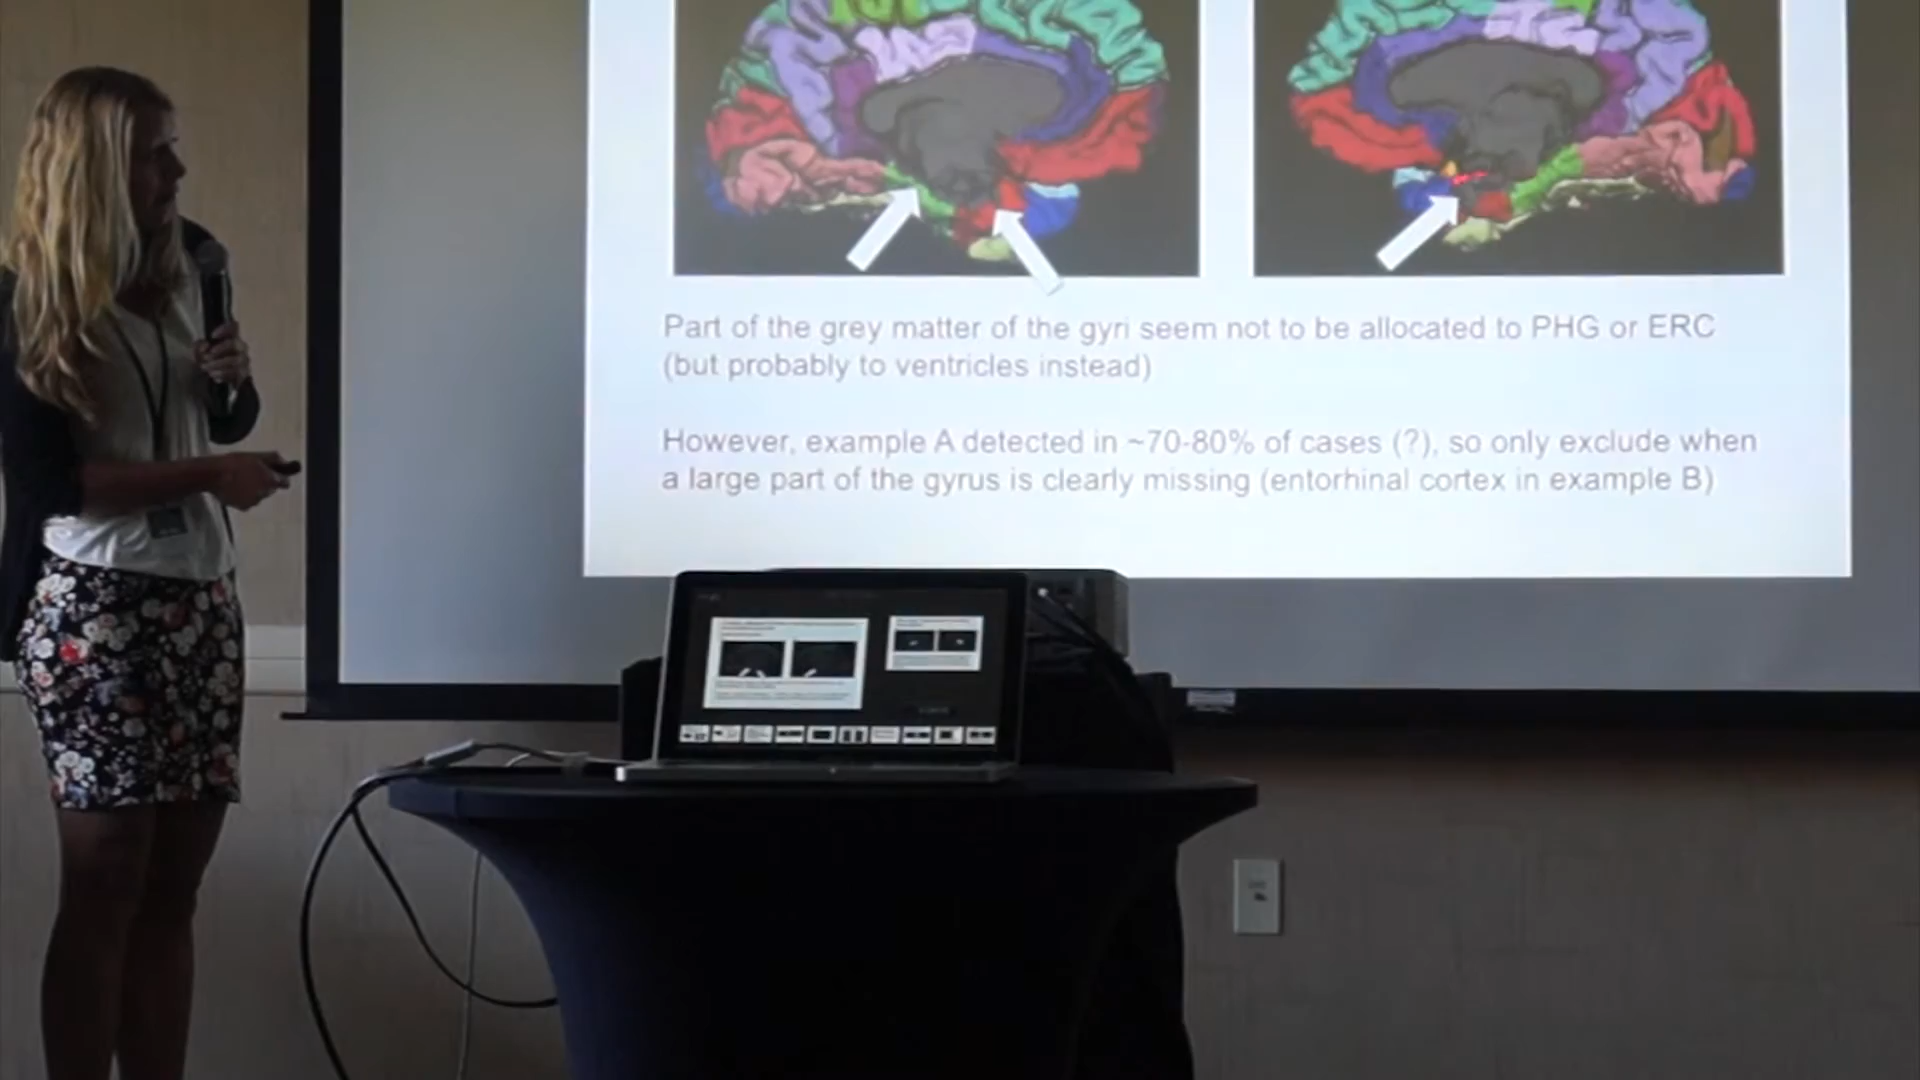 Part of the grey matter of the gyri seem not to be allocated to PHG or ERC
(but probably to ventricles instead)
However, example A detected in ~70-80% of cases (?), so only exclude when
a large part of the gyrus is clearly missing (entorhinal cortex in example B)